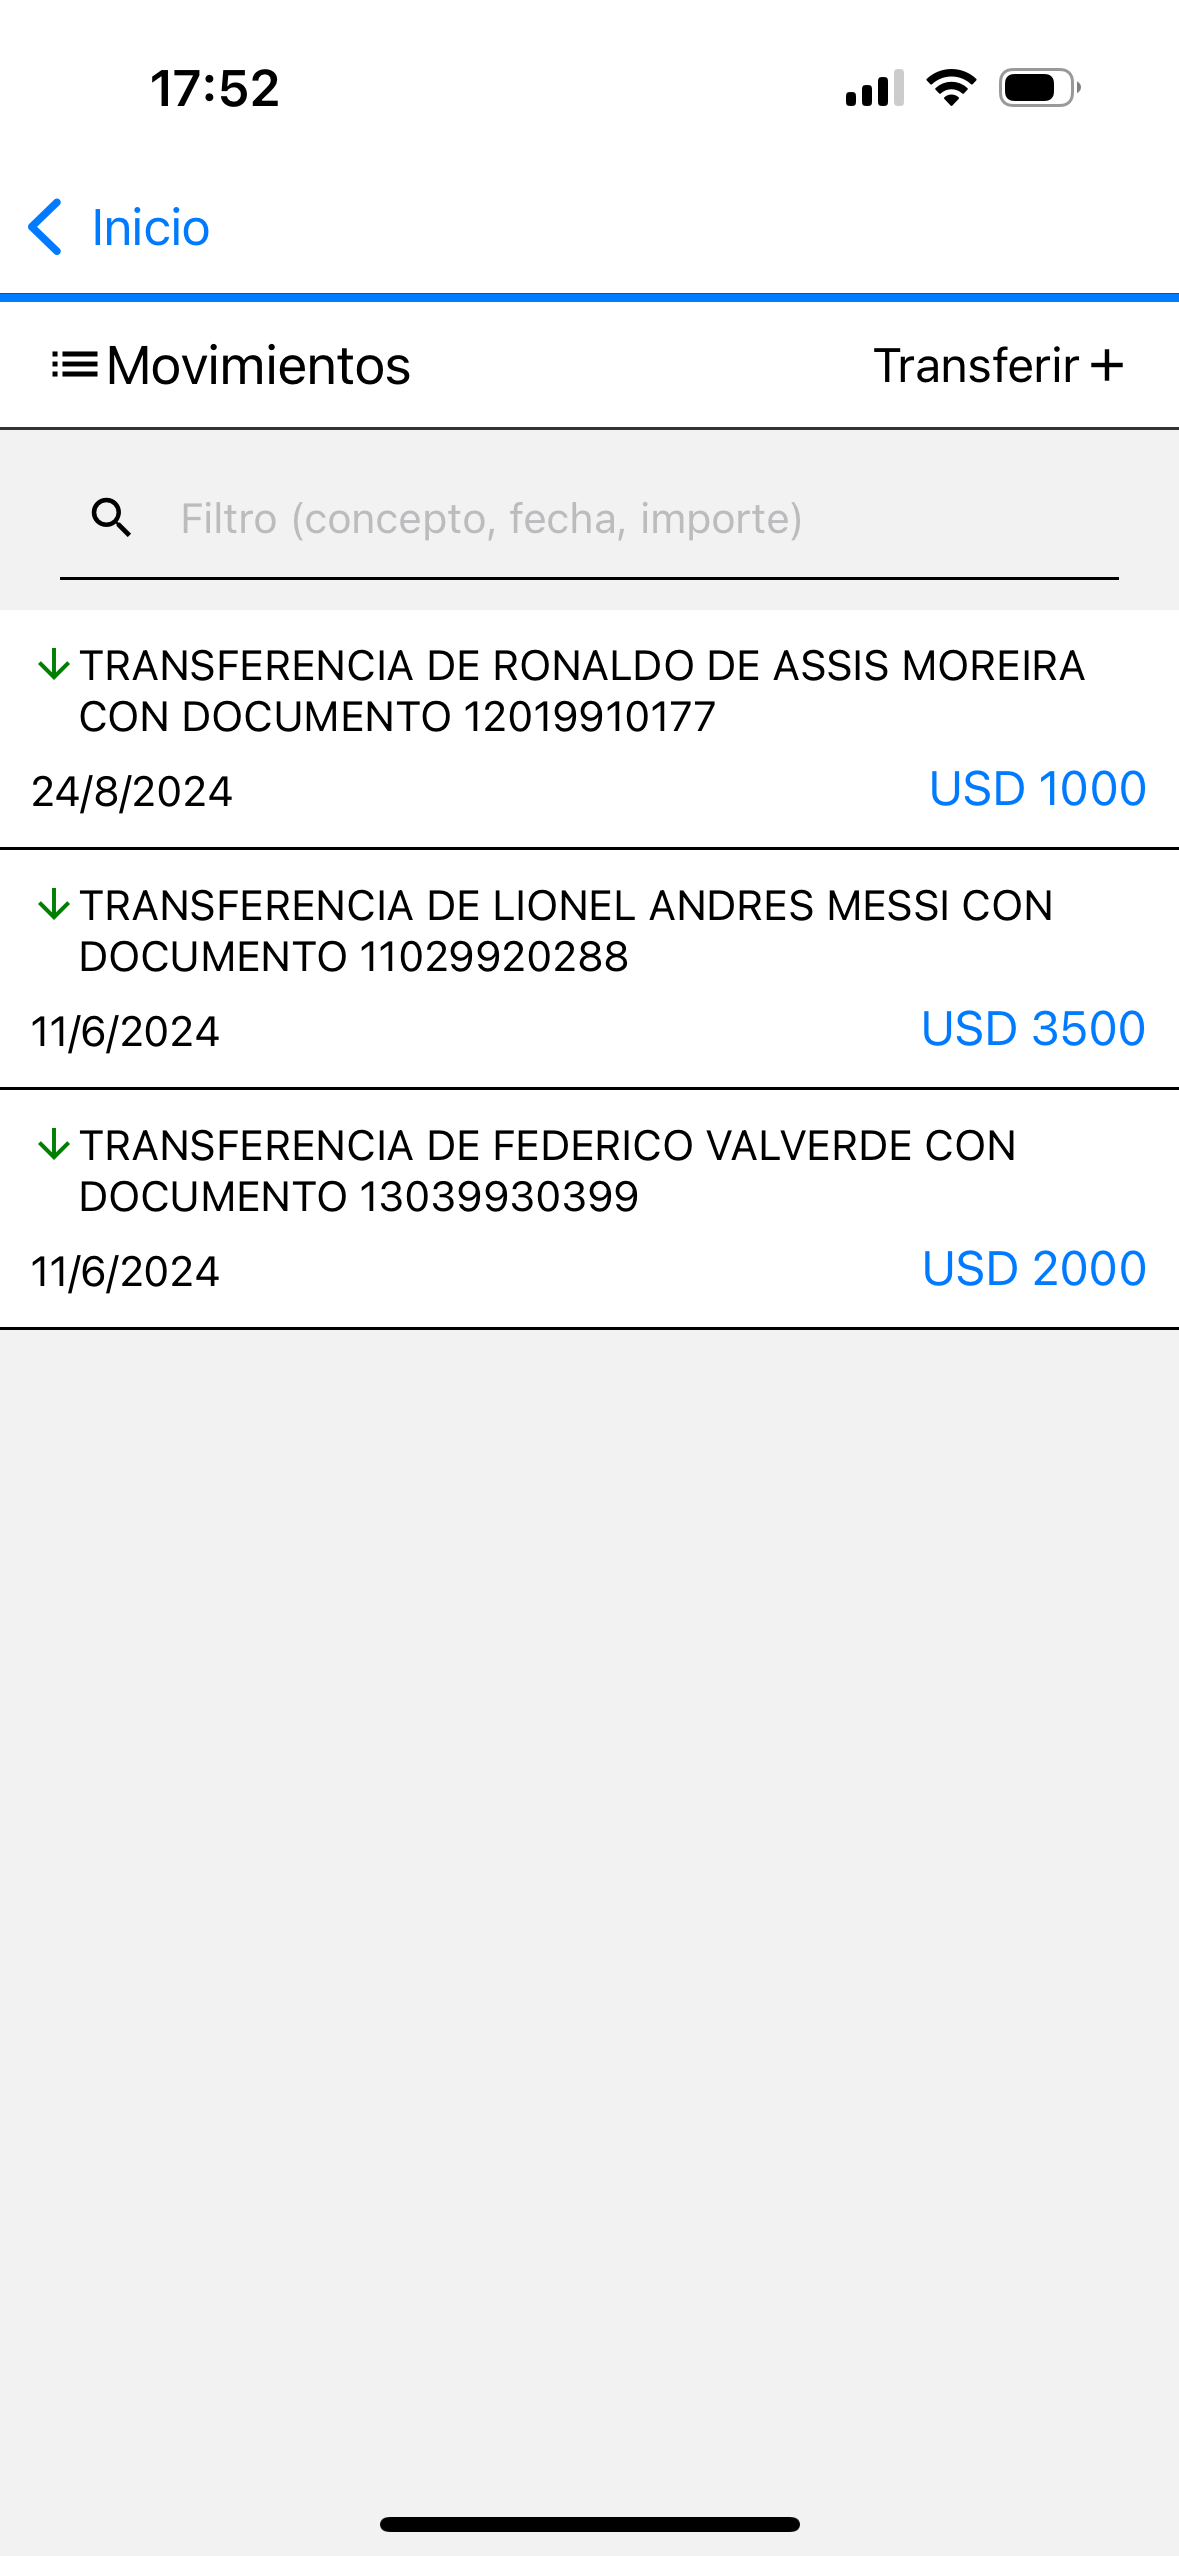 17:52
Inicio
Movimientos
Transferir +
Filtro (concepto, fecha, importe)
TRANSFERENCIA DE RONALDO DE ASSIS MOREIRA
CON DOCUMENTO 12019910177
24/8/2024
USD 1000
TRANSFERENCIA DE LIONEL ANDRES MESSI CON
DOCUMENTO 11029920288
11/6/2024
USD 3500
TRANSFERENCIA DE FEDERICO VALVERDE CON
DOCUMENTO 13039930399
11/6/2024
USD 2000